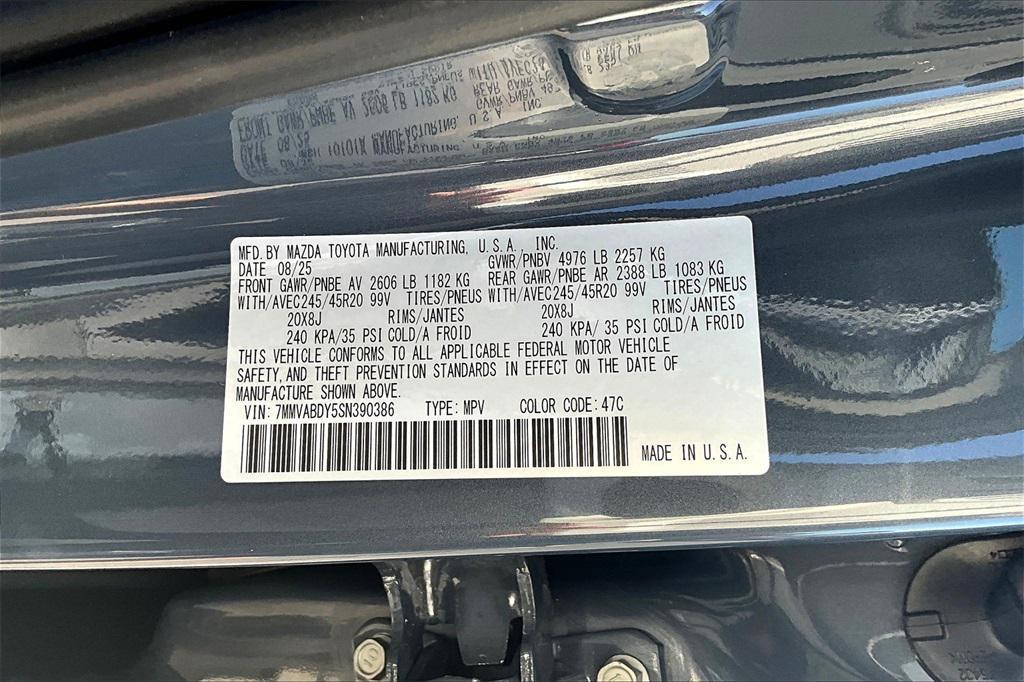 MFD. BY MAZDA TOYOTA MANUFACTURING, U.S.A., INC.
DATE 08/25 GVWR/PNBV 4976 LB 2257 KG
FRONT GAWR/PNBE AV 2606 LB 1182 KG REAR GAWR/PNBE AR 2388 LB 1083 KG
WITH/AVEC245/45R20 99V TIRES/PNEUS WITH/AVEC245/45R20 99V TIRES/PNEUS
20X8J RIMS/JANTES 20X8J RIMS/JANTES
240 KPA/35 PSI COLD/A FROID 240 KPA/ 35 PSI COLD/A FROID
THIS VEHICLE CONFORMS TO ALL APPLICABLE FEDERAL MOTOR VEHICLE
SAFETY, AND THEFT PREVENTION STANDARDS IN EFFECT ON THE DATE OF
MANUFACTURE SHOWN ABOVE.
VIN: 7MMVABDY5SN390386 TYPE: MPV COLOR CODE: 47C
MADE IN U.S.A.